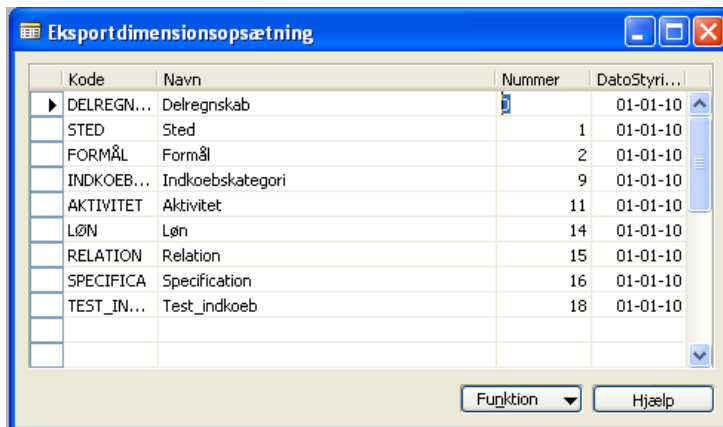 Eksportdimensionsopsætning
Kode Navn Nummer DatoStyri...
DELREGN... Delregnskab 0 01-01-10
STED Sted 1 01-01-10
FORMÅL Formål 2 01-01-10
INDKOEB... Indkoebskategori 9 01-01-10
AKTIVITET Aktivitet 11 01-01-10
LØN Løn 14 01-01-10
RELATION Relation 15 01-01-10
SPECIFICA Specification 16 01-01-10
TEST_IN... Test_indkoeb 18 01-01-10
Funktion Hjælp